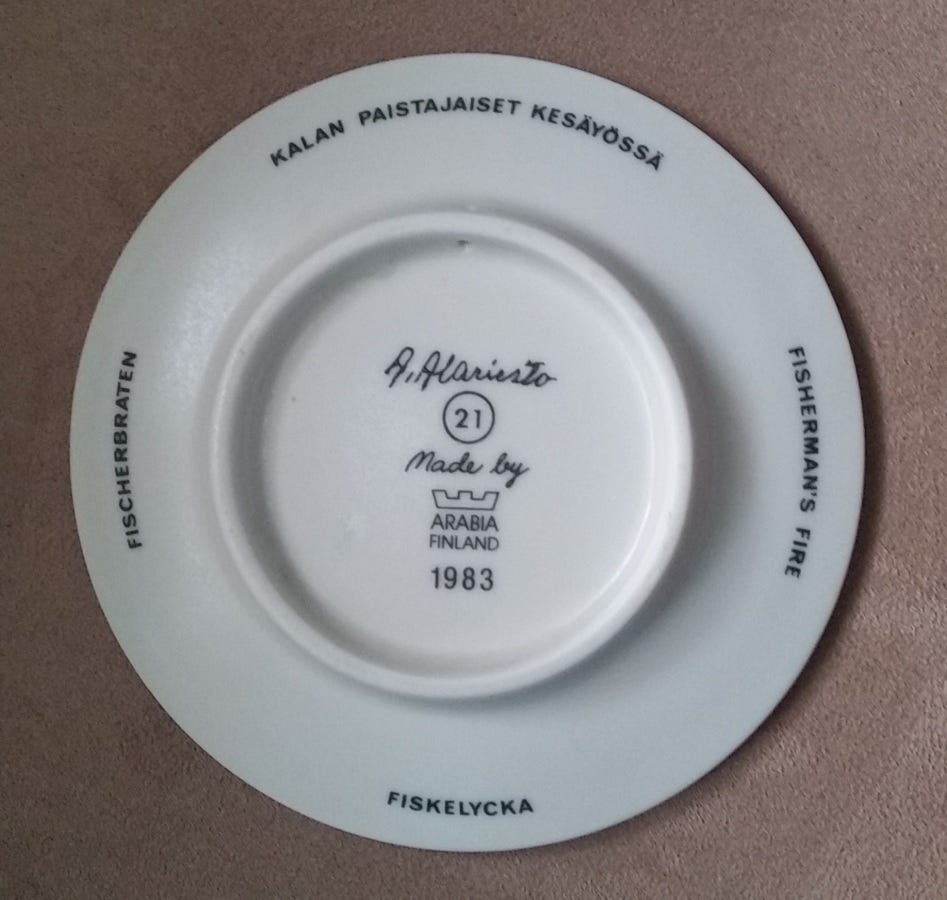 KALAN PAISTAJAISET KESÄYÖSSÄ
FISCHERBRATEN
A. Alariesto
21
Made by
ARABIA
FINLAND
1983
FISHERMAN'S FIRE
FISKELYCKA